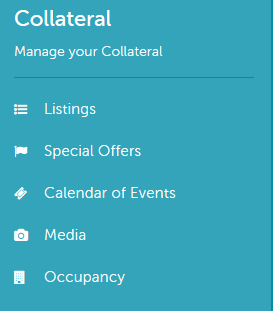 Collateral
Manage your Collateral
Listings
Special Offers
Calendar of Events
Media
Occupancy